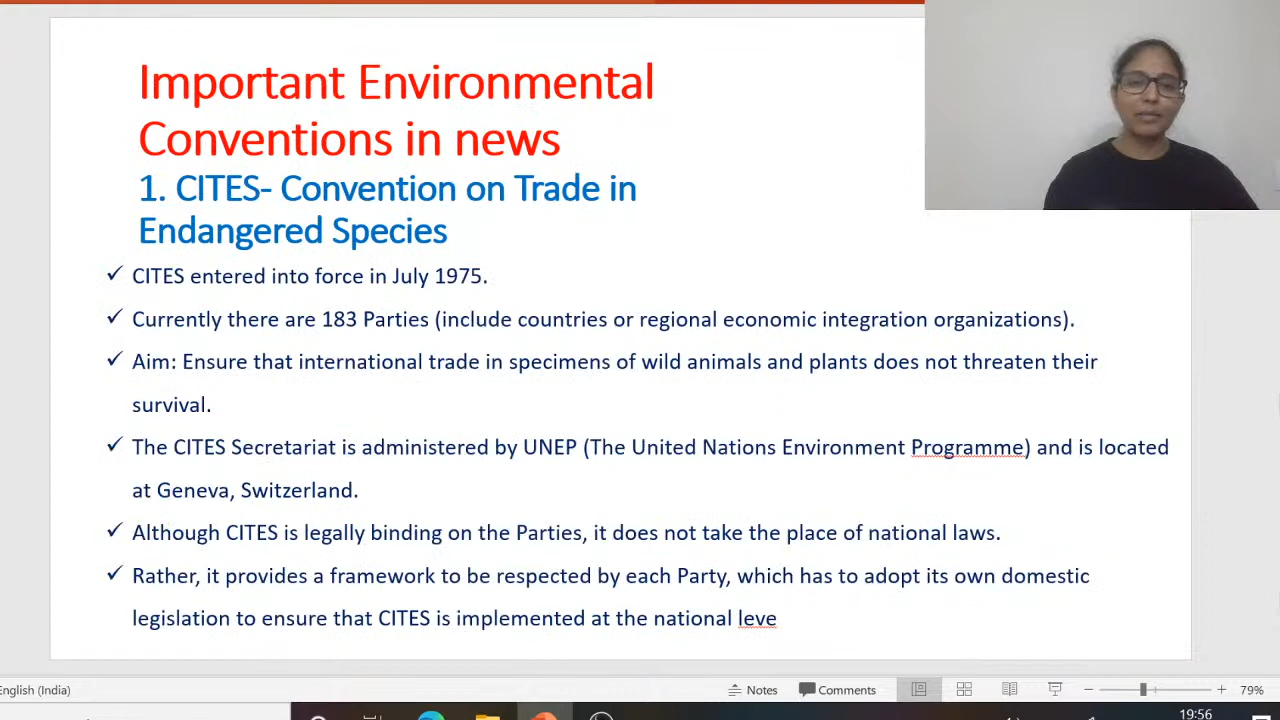 Important Environmental
Conventions in news
1. CITES- Convention on Trade in
Endangered Species
✓ CITES entered into force in July 1975.
✓ Currently there are 183 Parties (include countries or regional economic integration organizations).
✓ Aim: Ensure that international trade in specimens of wild animals and plants does not threaten their
survival.
✓ The CITES Secretariat is administered by UNEP (The United Nations Environment Programme) and is located
at Geneva, Switzerland.
✓ Although CITES is legally binding on the Parties, it does not take the place of national laws.
✓ Rather, it provides a framework to be respected by each Party, which has to adopt its own domestic
legislation to ensure that CITES is implemented at the national leve
English (India)
Notes
Comments
79%
19:56